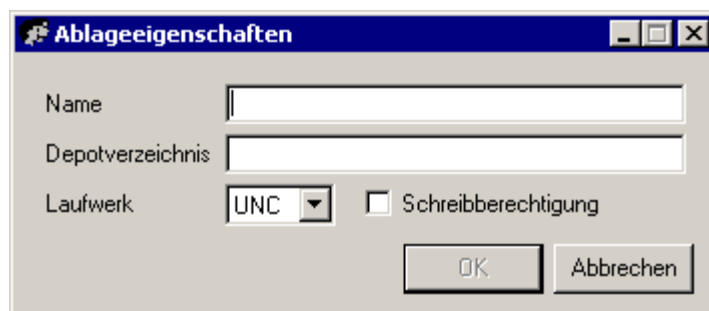 Ablageeigenschaften
Name
Depotverzeichnis
Laufwerk UNC Schreibberechtigung
OK Abbrechen